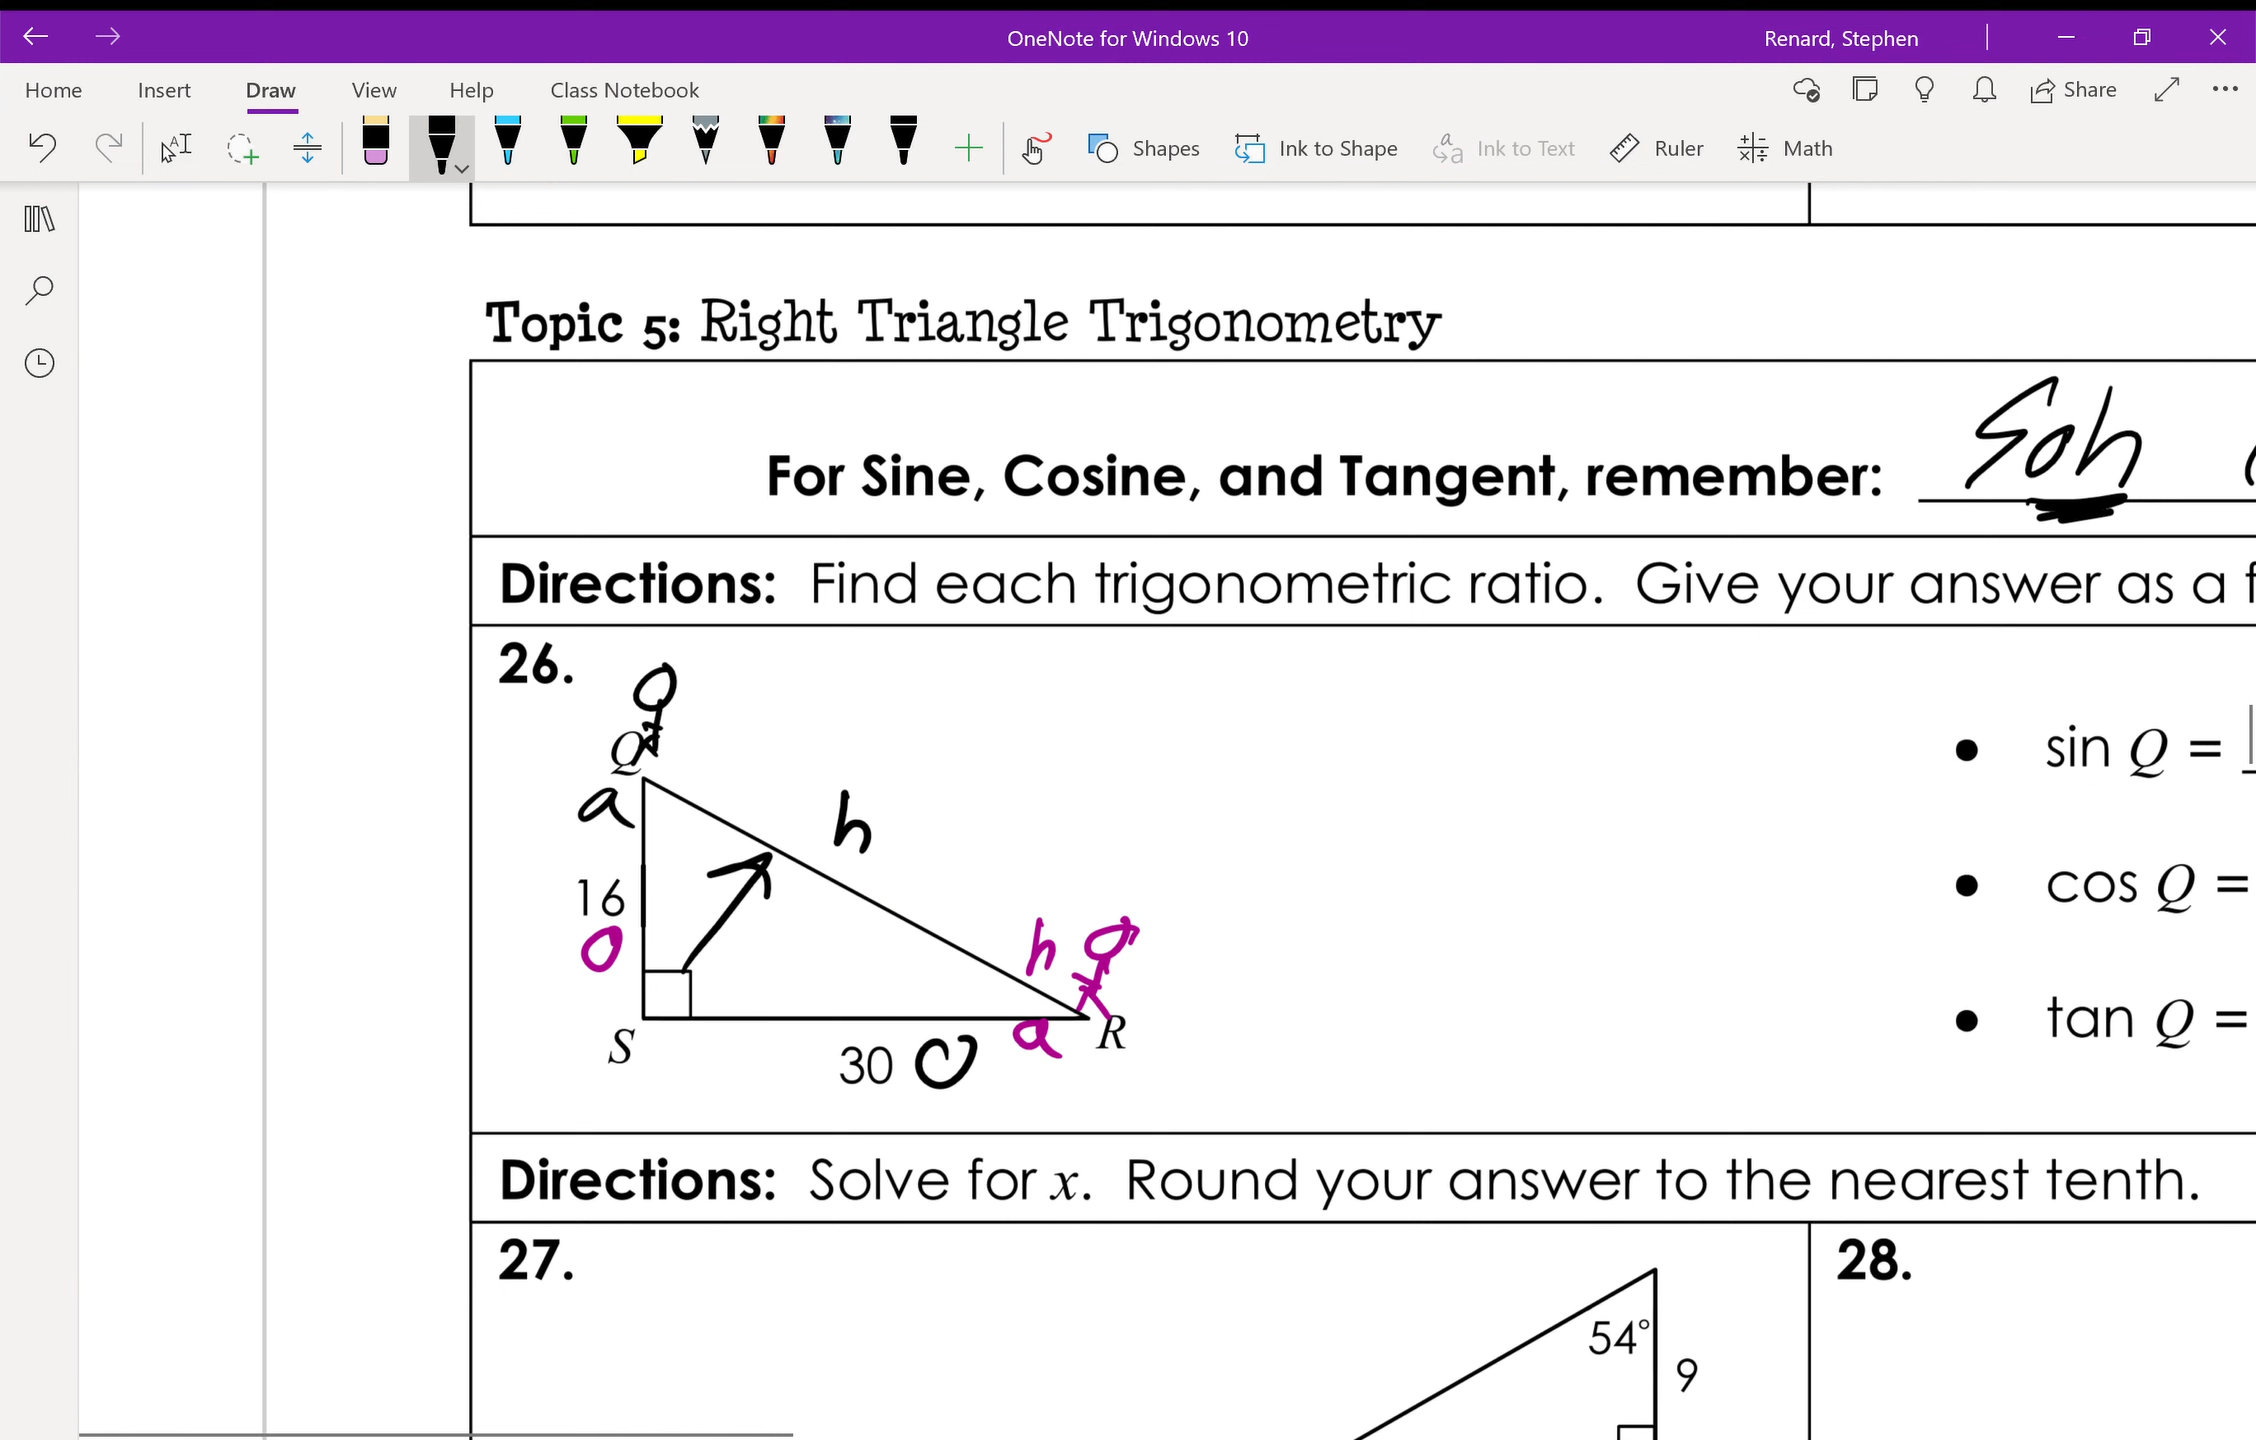 OneNote for Windows 10
Renard, Stephen
Home Insert Draw View Help Class Notebook
Share
Shapes Ink to Shape Ink to Text Ruler Math
Topic 5: Right Triangle Trigonometry
For Sine, Cosine, and Tangent, remember: Soh
Directions: Find each trigonometric ratio. Give your answer as a f
26.
Q
a
h
16
o
h
a
S
R
30 o
• sin Q =
• cos Q =
• tan Q =
Directions: Solve for x. Round your answer to the nearest tenth.
27.
54°
9
28.